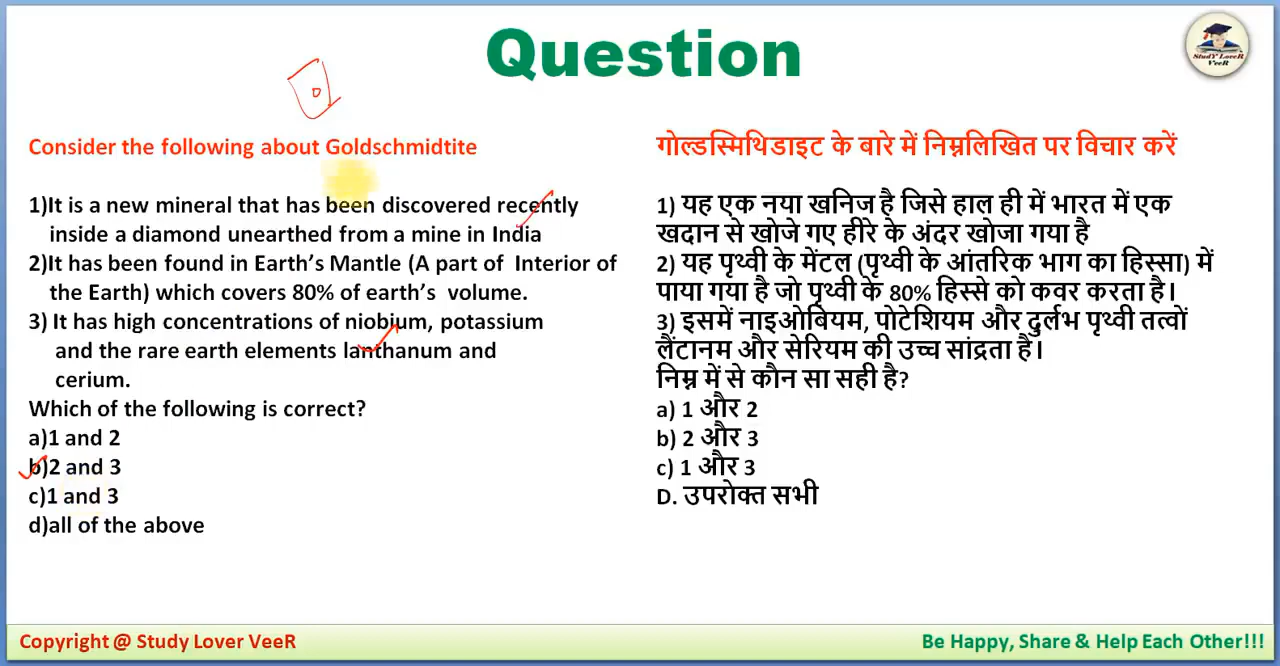 Question
StudY LoveR
VeeR
Consider the following about Goldschmidtite
1)It is a new mineral that has been discovered recently
inside a diamond unearthed from a mine in India
2)It has been found in Earth’s Mantle (A part of Interior of
the Earth) which covers 80% of earth’s volume.
3) It has high concentrations of niobium, potassium
and the rare earth elements lanthanum and
cerium.
Which of the following is correct?
a)1 and 2
b)2 and 3
c)1 and 3
d)all of the above
गोल्डस्मिथिडाइट के बारे में निम्नलिखित पर विचार करें
1) यह एक नया खनिज है जिसे हाल ही में भारत में एक
खदान से खोजे गए हीरे के अंदर खोजा गया है
2) यह पृथ्वी के मेंटल (पृथ्वी के आंतरिक भाग का हिस्सा) में
पाया गया है जो पृथ्वी के 80% हिस्से को कवर करता है।
3) इसमें नाइओबियम, पोटेशियम और दुर्लभ पृथ्वी तत्वों
लैंटानम और सेरियम की उच्च सांद्रता है।
निम्न में से कौन सा सही है?
a) 1 और 2
b) 2 और 3
c) 1 और 3
D. उपरोक्त सभी
Copyright @ Study Lover VeeR
Be Happy, Share & Help Each Other!!!